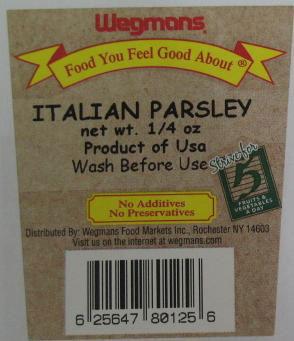 Wegmans
Food You Feel Good About ®
ITALIAN PARSLEY
net wt. 1/4 oz
Product of Usa
Wash Before Use
Strive for
5
FRUITS &
VEGETABLES
A DAY
No Additives
No Preservatives
Distributed By: Wegmans Food Markets Inc., Rochester NY 14603
Visit us on the internet at wegmans.com
6 25647 80125 6